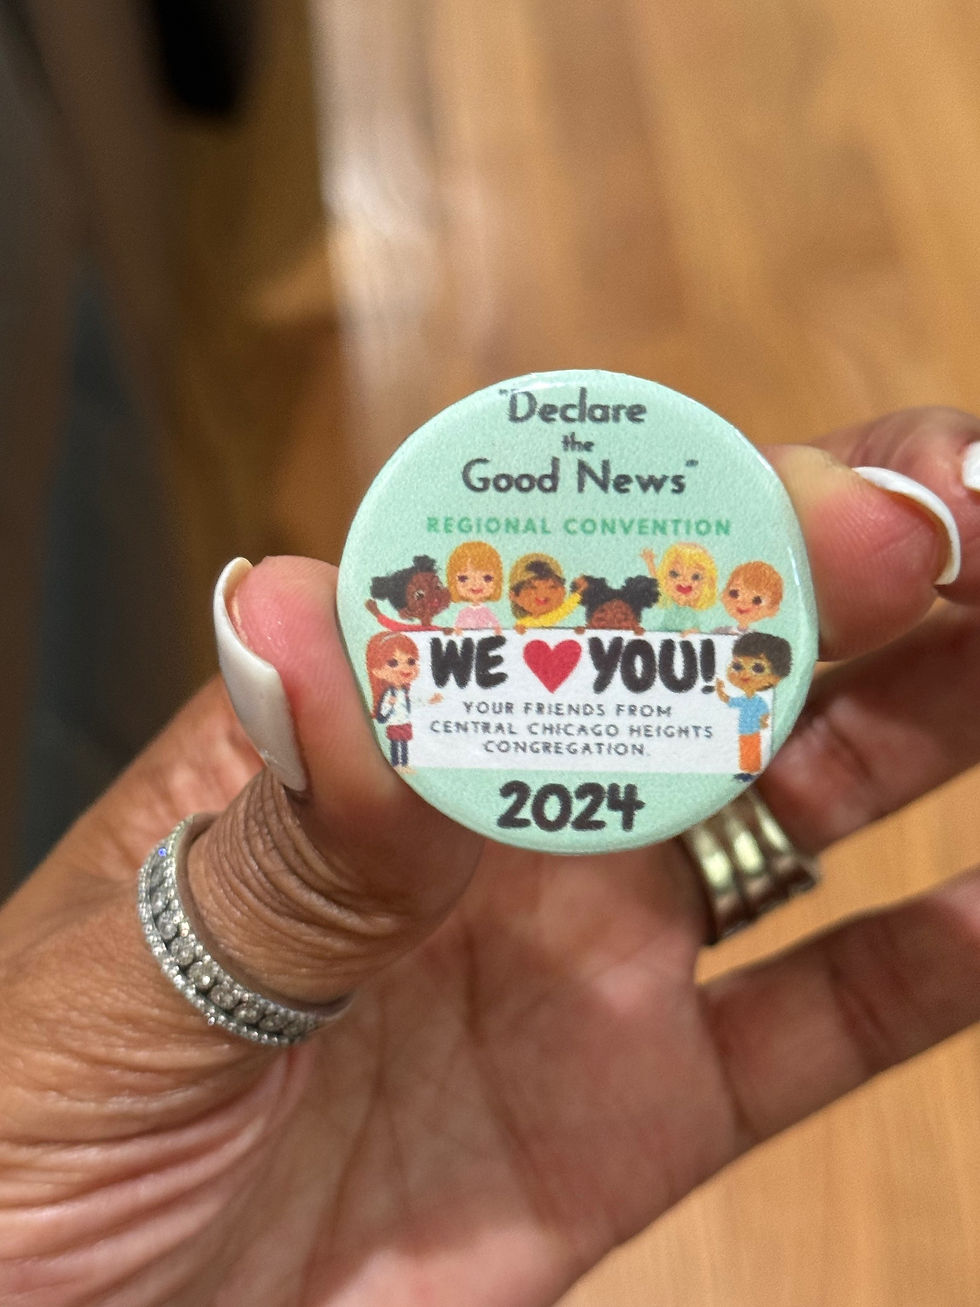 "Declare
the
Good News"
REGIONAL CONVENTION
WE ❤ YOU!
YOUR FRIENDS FROM
CENTRAL CHICAGO HEIGHTS
CONGREGATION.
2024